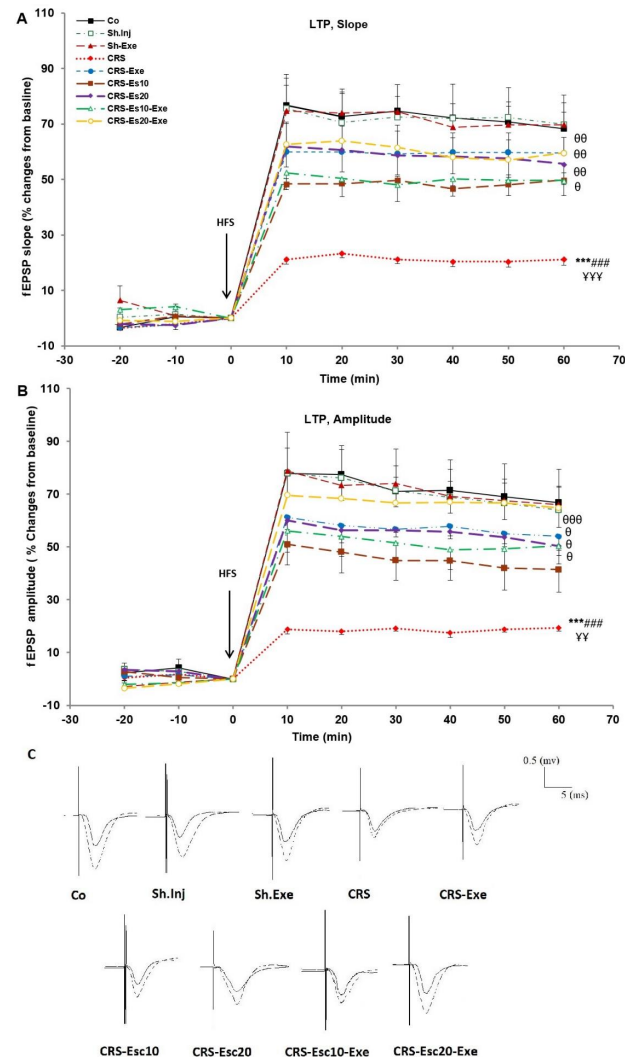 A
LTP, Slope
Co
Sh.Inj
Sh-Exe
CRS
CRS-Exe
CRS-Es10
CRS-Es20
CRS-Es10-Exe
CRS-Es20-Exe
fEPSP slope (% changes from basline)
110
90
70
50
30
10
-10
HFS
θθ
θθ
θθ
θ
***###
¥¥¥
-30 -20 -10 0 10 20 30 40 50 60 70
Time (min)
B
LTP, Amplitude
fEPSP amplitude ( % Changes from baseline)
110
90
70
50
30
10
-10
HFS
θθθ
θ
θ
θ
***###
¥¥
-30 -20 -10 0 10 20 30 40 50 60 70
Time (min)
C
0.5 (mv)
5 (ms)
Co Sh.Inj Sh.Exe CRS CRS-Exe
CRS-Esc10 CRS-Esc20 CRS-Esc10-Exe CRS-Esc20-Exe